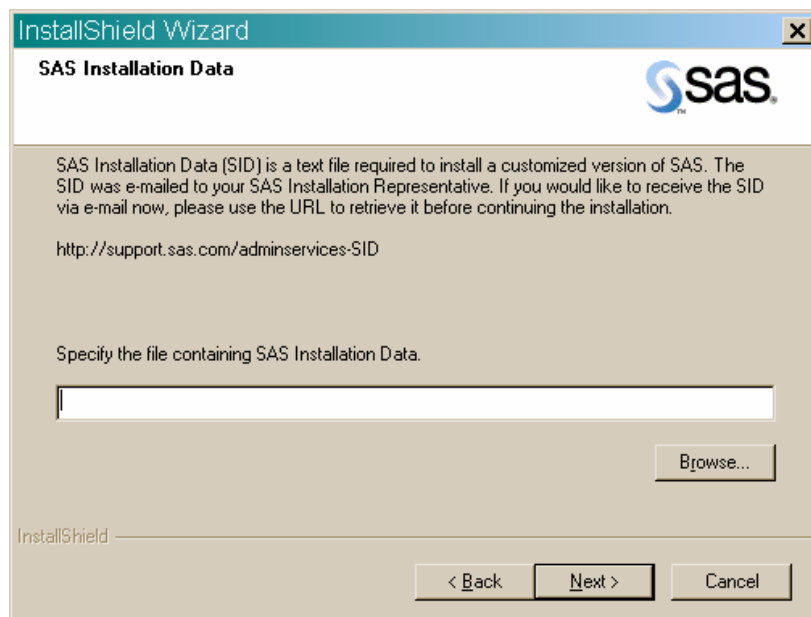 InstallShield Wizard
SAS Installation Data
sas
SAS Installation Data (SID) is a text file required to install a customized version of SAS. The
SID was e-mailed to your SAS Installation Representative. If you would like to receive the SID
via e-mail now, please use the URL to retrieve it before continuing the installation.
http://support.sas.com/adminservices-SID
Specify the file containing SAS Installation Data.
Browse...
InstallShield
< Back Next > Cancel